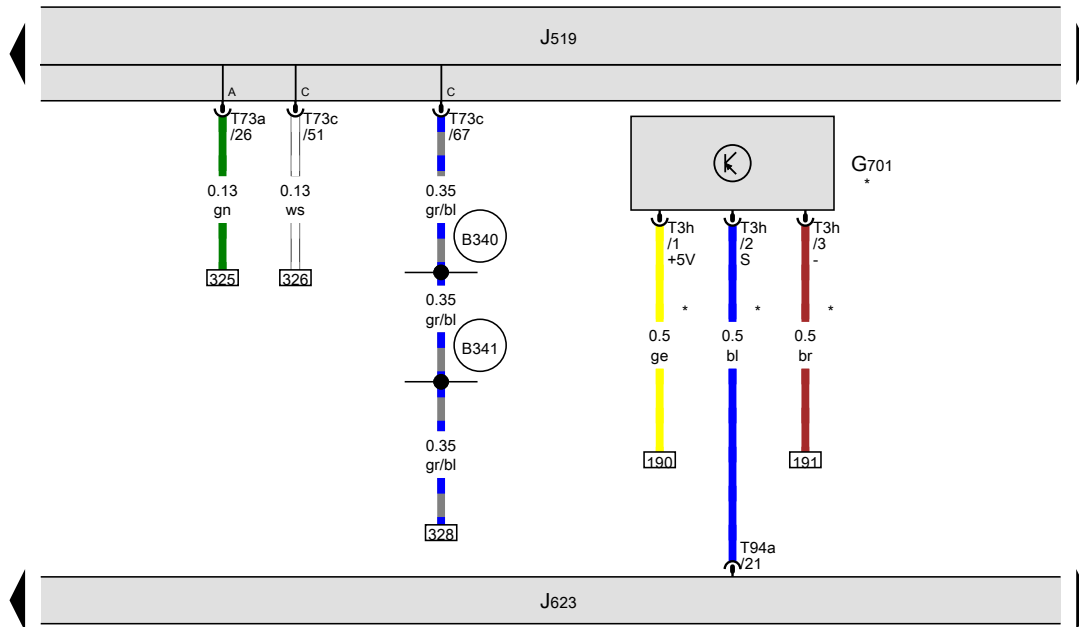 J519
A
C
C
T73a
/26
T73c
/51
T73c
/67
G701
*
0.13
gn
0.13
ws
0.35
gr/bl
B340
T3h
/1
+5V
T3h
/2
S
T3h
/3
-
325
326
0.35
gr/bl
*
*
*
B341
0.5
ge
0.5
bl
0.5
br
0.35
gr/bl
190
191
328
T94a
/21
J623